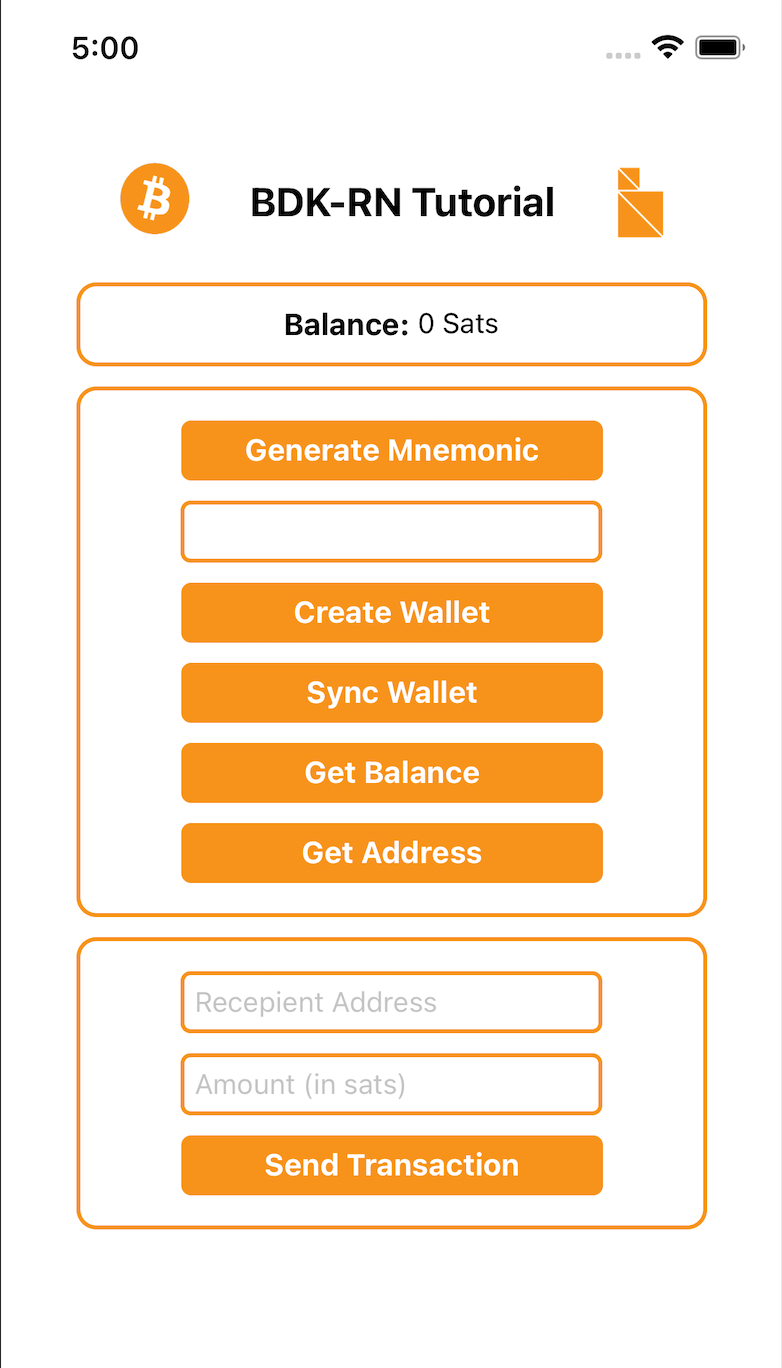 5:00
BDK-RN Tutorial
Balance: 0 Sats
Generate Mnemonic
Create Wallet
Sync Wallet
Get Balance
Get Address
Recepient Address
Amount (in sats)
Send Transaction